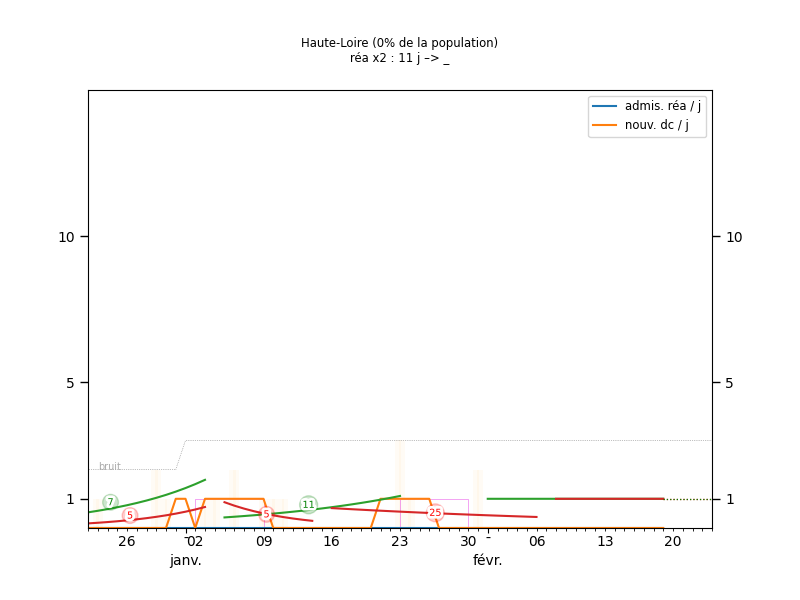 Haute-Loire (0% de la population)
réa x2 : 11 j –> _
admis. réa / j
nouv. dc / j
10
10
5
5
bruit
7
5
5
11
25
1
1
26
02
09
16
23
30
06
13
20
janv.
févr.